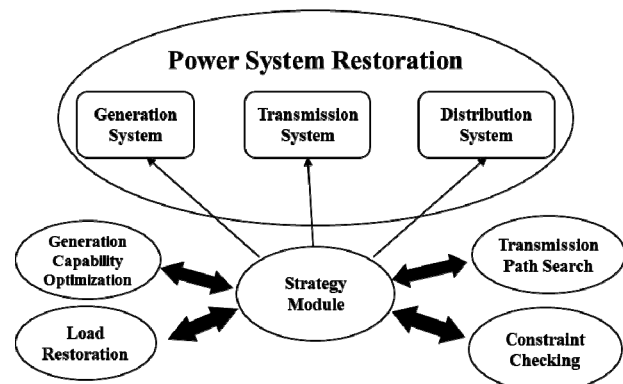 Power System Restoration
Generation
System
Transmission
System
Distribution
System
Generation
Capability
Optimization
Transmission
Path Search
Strategy
Module
Load
Restoration
Constraint
Checking